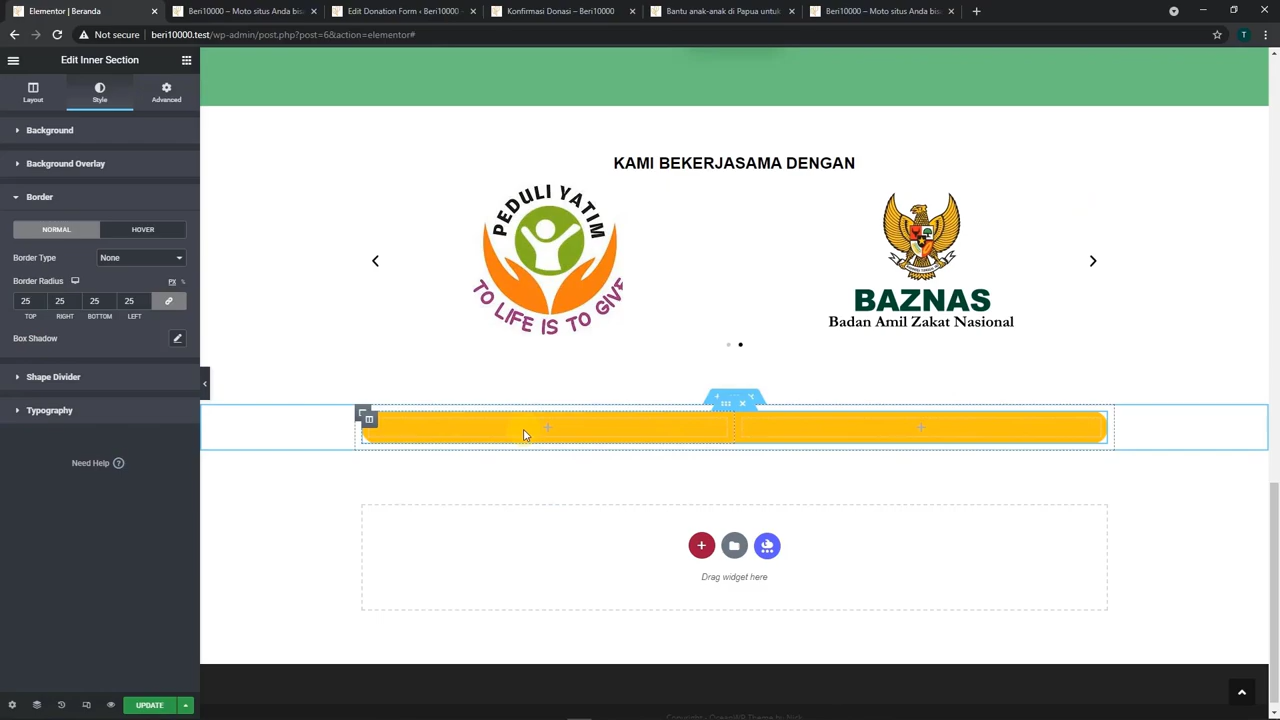 Elementor | Beranda
Beri10000 – Moto situs Anda bis
Edit Donation Form ‹ Beri10000
Konfirmasi Donasi – Beri10000
Bantu anak-anak di Papua untuk
Beri10000 – Moto situs Anda bis
Not secure
beri10000.test/wp-admin/post.php?post=6&action=elementor#
T
Edit Inner Section
Layout
Style
Advanced
Background
Background Overlay
Border
NORMAL
HOVER
Border Type
None
Border Radius
PX %
25
25
25
25
TOP
RIGHT
BOTTOM
LEFT
Box Shadow
Shape Divider
Typography
Need Help
UPDATE
KAMI BEKERJASAMA DENGAN
PEDULI YATIM
TO LIFE IS TO GIVE
BAZNAS
Badan Amil Zakat Nasional
Drag widget here